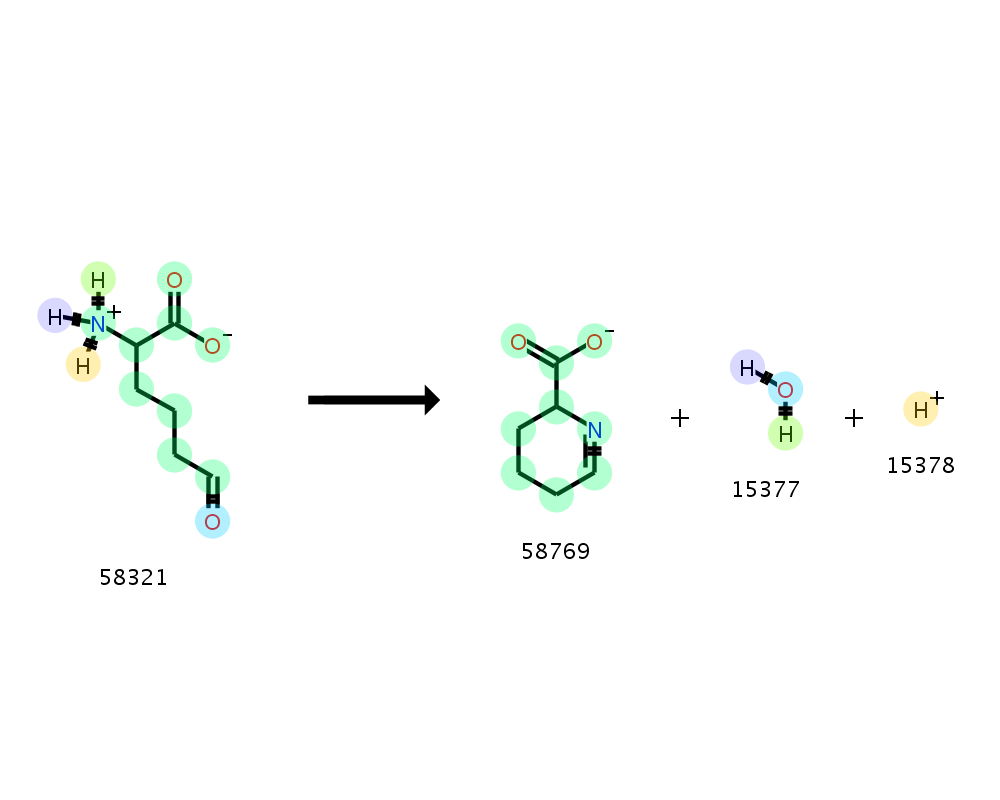 H O
H N +
H O −
O
58321
O O −
N
58769
+
H O
H
15377
+
H +
15378